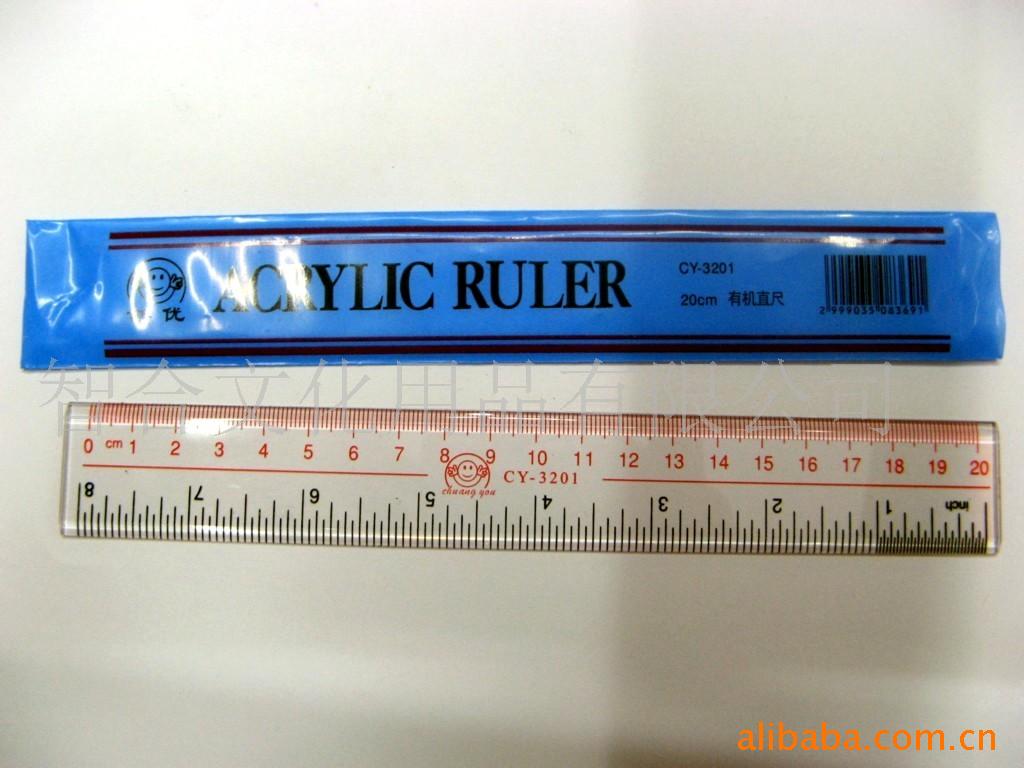 ACRYLIC RULER
CY-3201
20cm 有机直尺
2 999035 083691
智合文化用品有限公司
0 cm 1 2 3 4 5 6 7 8 9 10 11 12 13 14 15 16 17 18 19 20
chuang you
CY-3201
8 7 6 5 4 3 2 1 inch
alibaba.com.cn